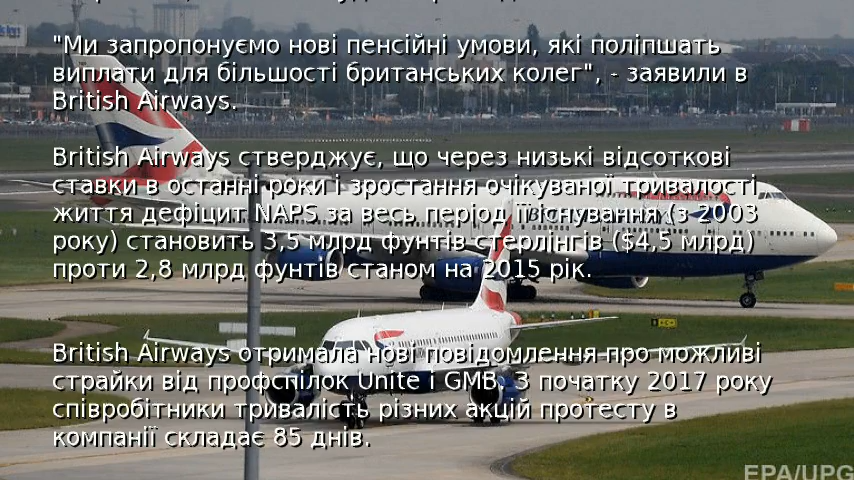 "Ми запропонуємо нові пенсійні умови, які поліпшать
виплати для більшості британських колег", - заявили в
British Airways.
British Airways стверджує, що через низькі відсоткові
ставки в останні роки і зростання очікуваної тривалості
життя дефіцит NAPS за весь період її існування (з 2003
року) становить 3,5 млрд фунтів стерлінгів ($4,5 млрд)
проти 2,8 млрд фунтів станом на 2015 рік.
British Airways отримала нові повідомлення про можливі
страйки від профспілок Unite і GMB. З початку 2017 року
співробітники тривалість різних акцій протесту в
компанії складає 85 днів.
EPA/UPG